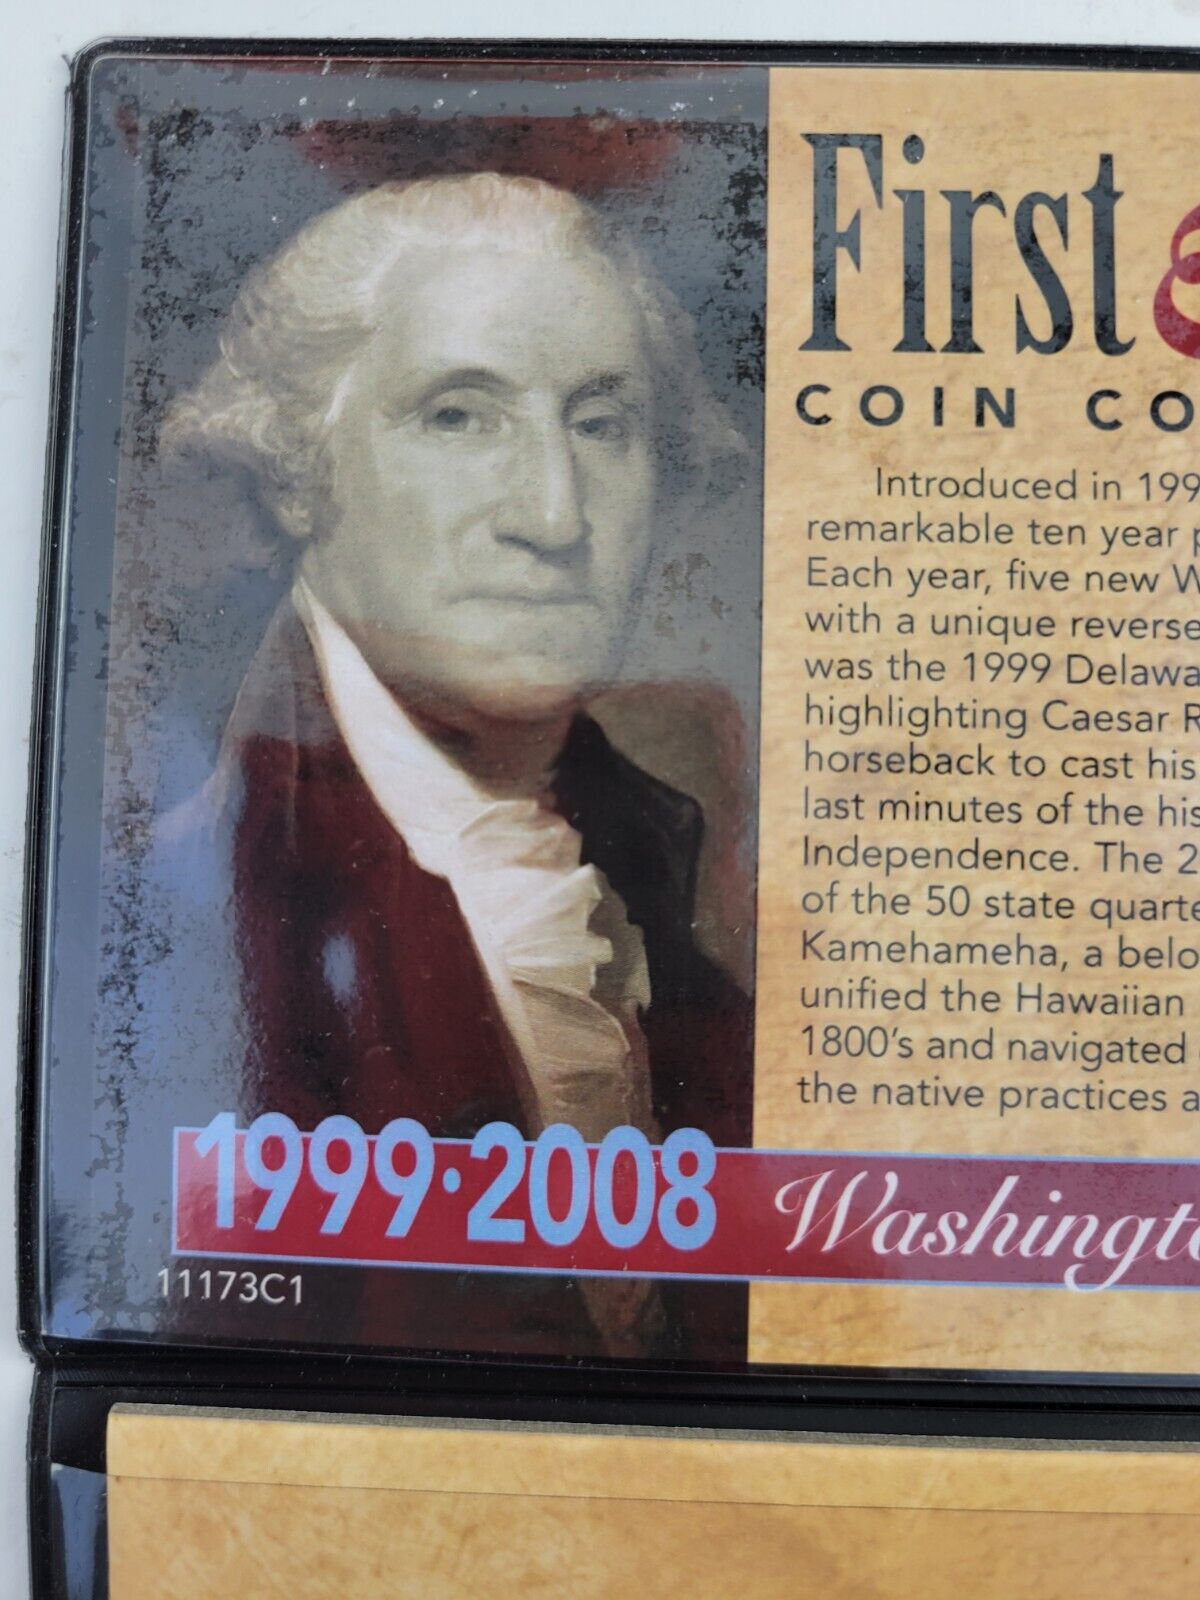 First &
COIN CO
Introduced in 199
remarkable ten year p
Each year, five new W
with a unique reverse
was the 1999 Delawa
highlighting Caesar R
horseback to cast his
last minutes of the his
Independence. The 2
of the 50 state quarte
Kamehameha, a belo
unified the Hawaiian
1800's and navigated
the native practices a
1999·2008 Washingto
11173C1